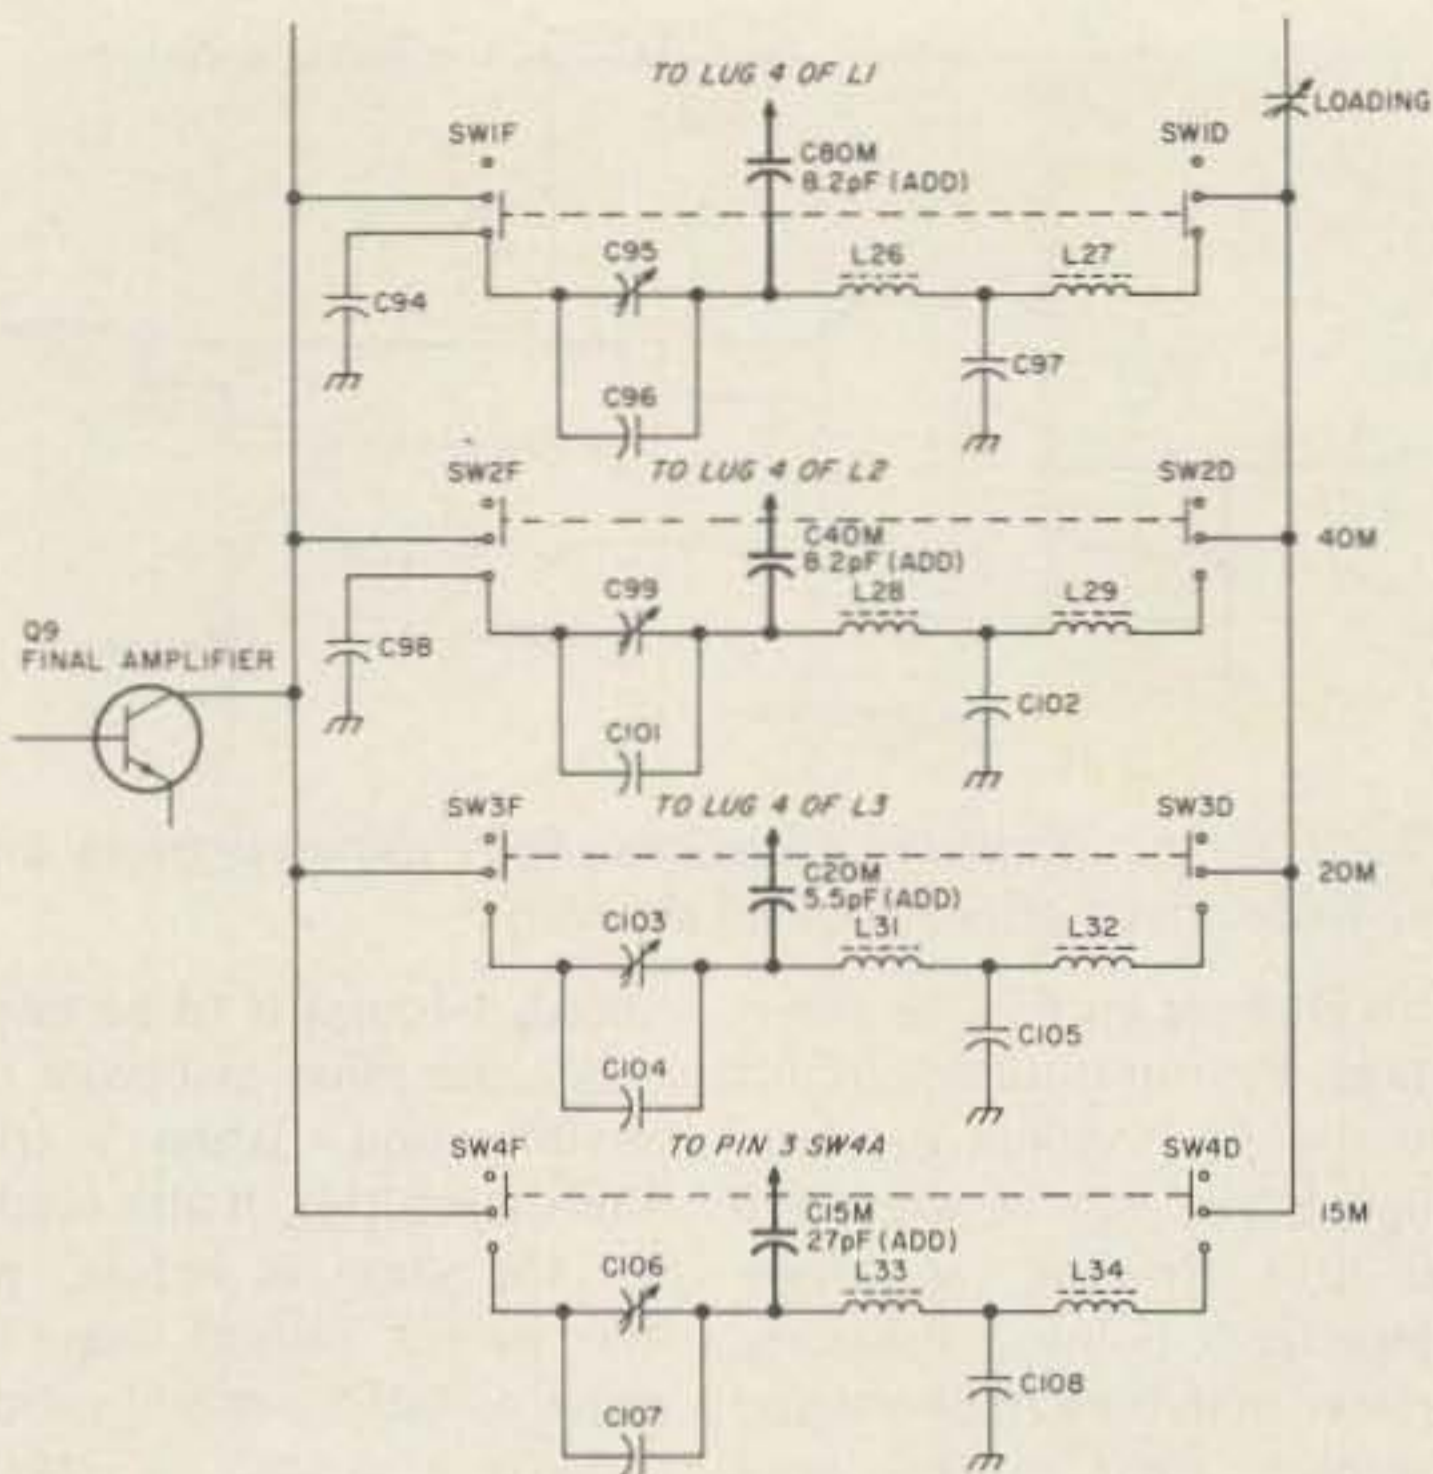 TO LUG 4 OF L1
LOADING
SW1F
SW1D
C80M
8.2pF (ADD)
C95
L26
L27
C94
C97
C96
SW2F
TO LUG 4 OF L2
SW2D
C40M
8.2pF (ADD)
40M
C99
L28
L29
Q9
FINAL AMPLIFIER
C98
C102
C101
SW3F
TO LUG 4 OF L3
SW3D
C20M
5.5pF (ADD)
20M
C103
L31
L32
C105
C104
SW4F
TO PIN 3 SW4A
SW4D
C15M
27pF (ADD)
15M
C106
L33
L34
C108
C107